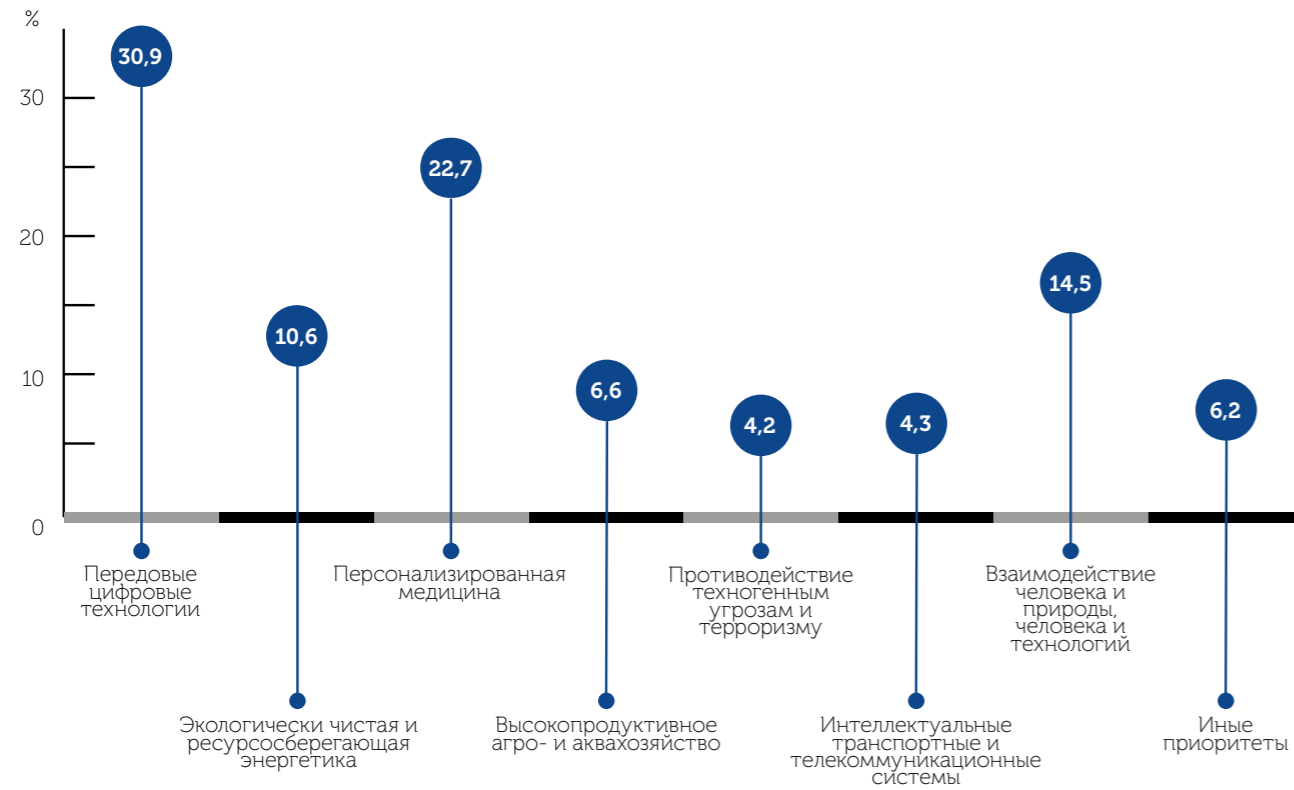 %
30
20
10
0
30,9
10,6
22,7
6,6
4,2
4,3
14,5
6,2
Передовые
цифровые
технологии
Экологически чистая и
ресурсосберегающая
энергетика
Персонализированная
медицина
Высокопродуктивное
агро- и аквахозяйство
Противодействие
техногенным
угрозам и
терроризму
Интеллектуальные
транспортные и
телекоммуникационные
системы
Взаимодействие
человека и
природы,
человека и
технологий
Иные
приоритеты